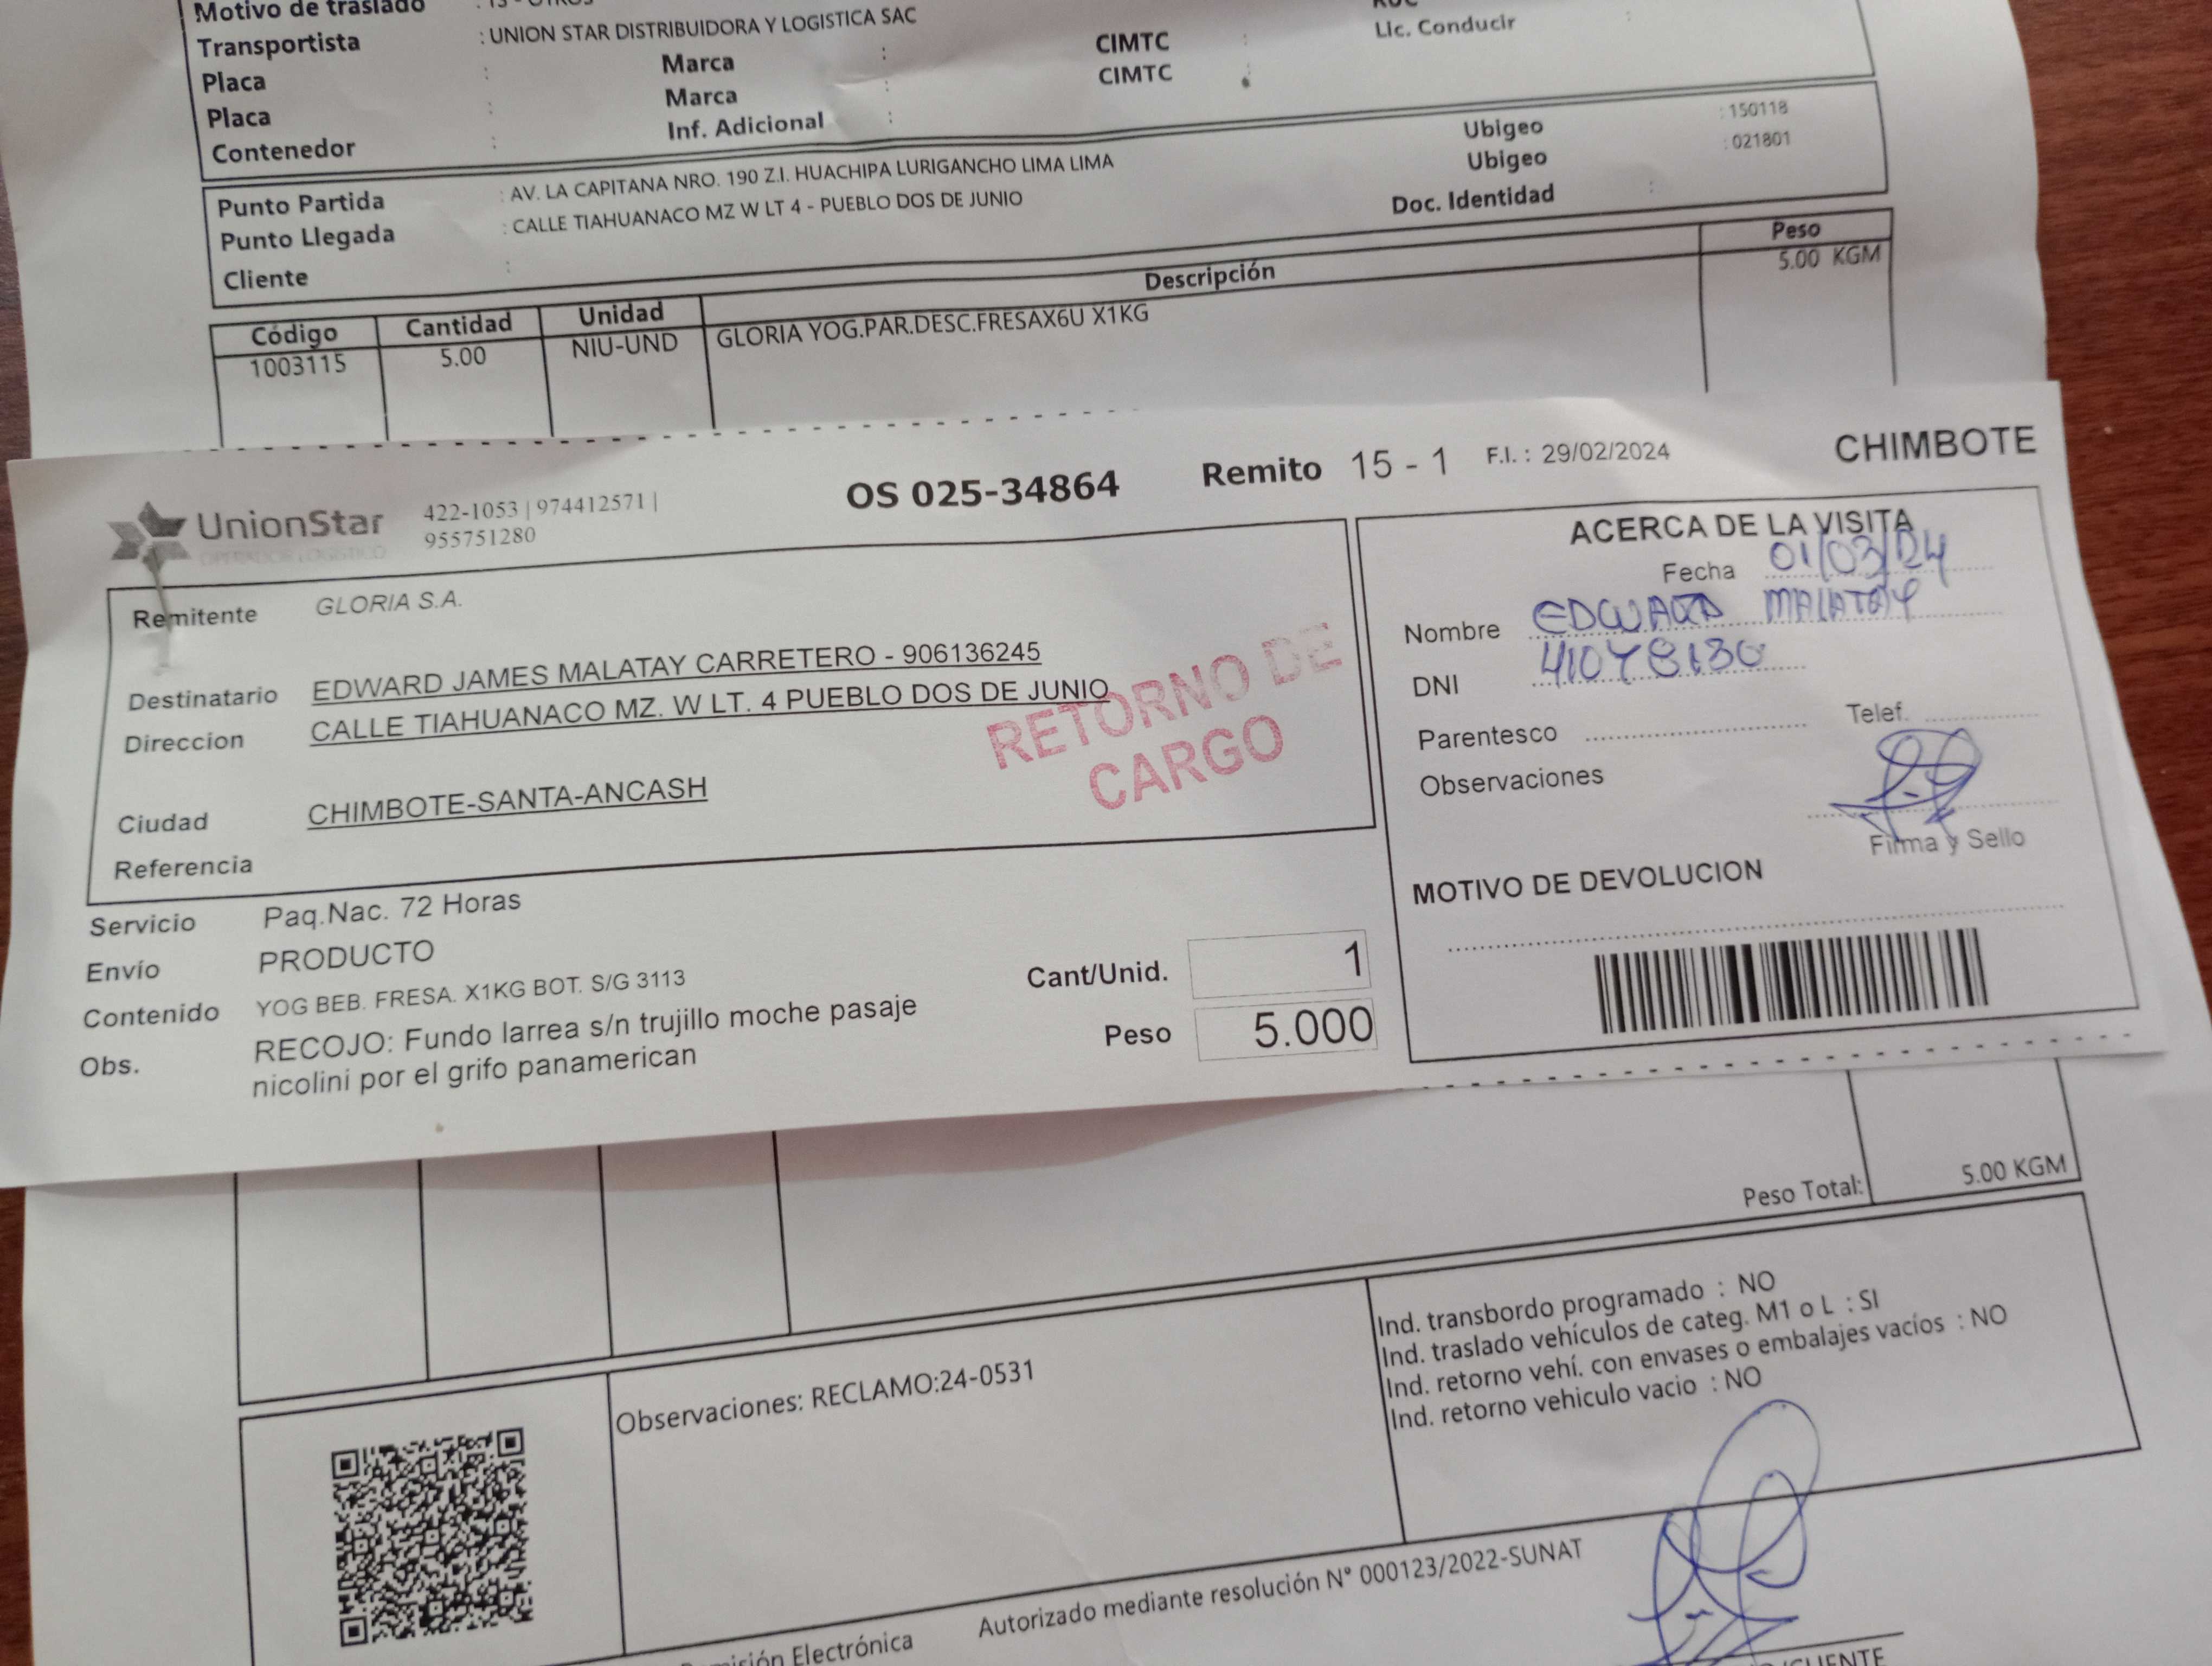 Motivo de traslado : 13 - OTROS
Transportista : UNION STAR DISTRIBUIDORA Y LOGISTICA SAC RUC
Placa : Marca : CIMTC : Lic. Conducir :
Placa : Marca : CIMTC :
Contenedor : Inf. Adicional :
Punto Partida : AV. LA CAPITANA NRO. 190 Z.I. HUACHIPA LURIGANCHO LIMA LIMA Ubigeo : 150118
Punto Llegada : CALLE TIAHUANACO MZ W LT 4 - PUEBLO DOS DE JUNIO Ubigeo : 021801
Cliente : Doc. Identidad :
Código Cantidad Unidad Descripción Peso
1003115 5.00 NIU-UND GLORIA YOG.PAR.DESC.FRESAX6U X1KG 5.00 KGM
UnionStar
OPERADOR LOGISTICO
422-1053 | 974412571 |
955751280
OS 025-34864 Remito 15 - 1 F.I. : 29/02/2024 CHIMBOTE
Remitente GLORIA S.A.
Destinatario EDWARD JAMES MALATAY CARRETERO - 906136245
Direccion CALLE TIAHUANACO MZ. W LT. 4 PUEBLO DOS DE JUNIO
Ciudad CHIMBOTE-SANTA-ANCASH
Referencia
RETORNO DE
CARGO
Servicio Paq.Nac. 72 Horas
Envío PRODUCTO
Contenido YOG BEB. FRESA. X1KG BOT. S/G 3113
Obs. RECOJO: Fundo larrea s/n trujillo moche pasaje
nicolini por el grifo panamerican
Cant/Unid. 1
Peso 5.000
ACERCA DE LA VISITA
Fecha 01/03/24
Nombre EDWARD MALATAY
DNI 41078130
Parentesco Telef.
Observaciones
Firma y Sello
MOTIVO DE DEVOLUCION
Peso Total: 5.00 KGM
Observaciones: RECLAMO:24-0531
Ind. transbordo programado : NO
Ind. traslado vehículos de categ. M1 o L : SI
Ind. retorno vehí. con envases o embalajes vacíos : NO
Ind. retorno vehiculo vacio : NO
Autorizado mediante resolución N° 000123/2022-SUNAT
Electrónica